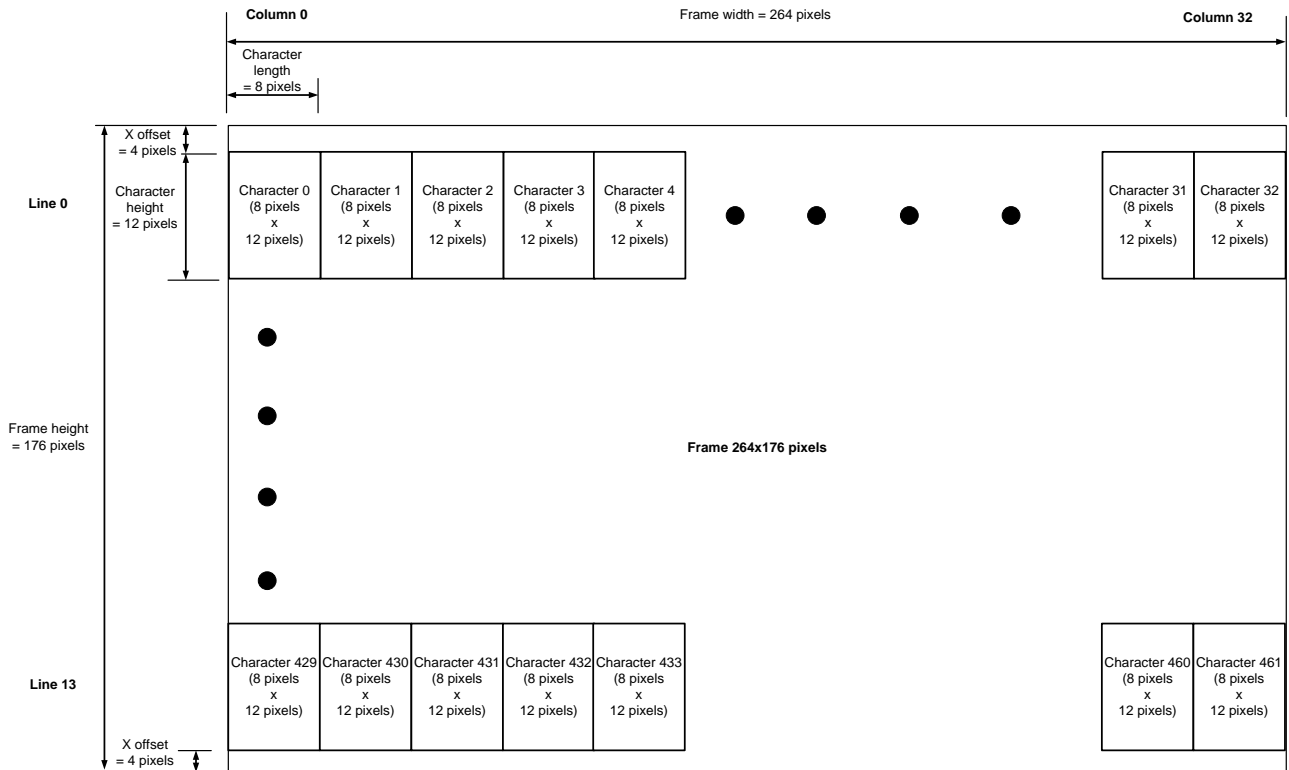 Column 0
Frame width = 264 pixels
Column 32
Character
length
= 8 pixels
X offset
= 4 pixels
Line 0
Character
height
= 12 pixels
Character 0
(8 pixels
x
12 pixels)
Character 1
(8 pixels
x
12 pixels)
Character 2
(8 pixels
x
12 pixels)
Character 3
(8 pixels
x
12 pixels)
Character 4
(8 pixels
x
12 pixels)
Character 31
(8 pixels
x
12 pixels)
Character 32
(8 pixels
x
12 pixels)
Frame height
= 176 pixels
Frame 264x176 pixels
Line 13
Character 429
(8 pixels
x
12 pixels)
Character 430
(8 pixels
x
12 pixels)
Character 431
(8 pixels
x
12 pixels)
Character 432
(8 pixels
x
12 pixels)
Character 433
(8 pixels
x
12 pixels)
Character 460
(8 pixels
x
12 pixels)
Character 461
(8 pixels
x
12 pixels)
X offset
= 4 pixels